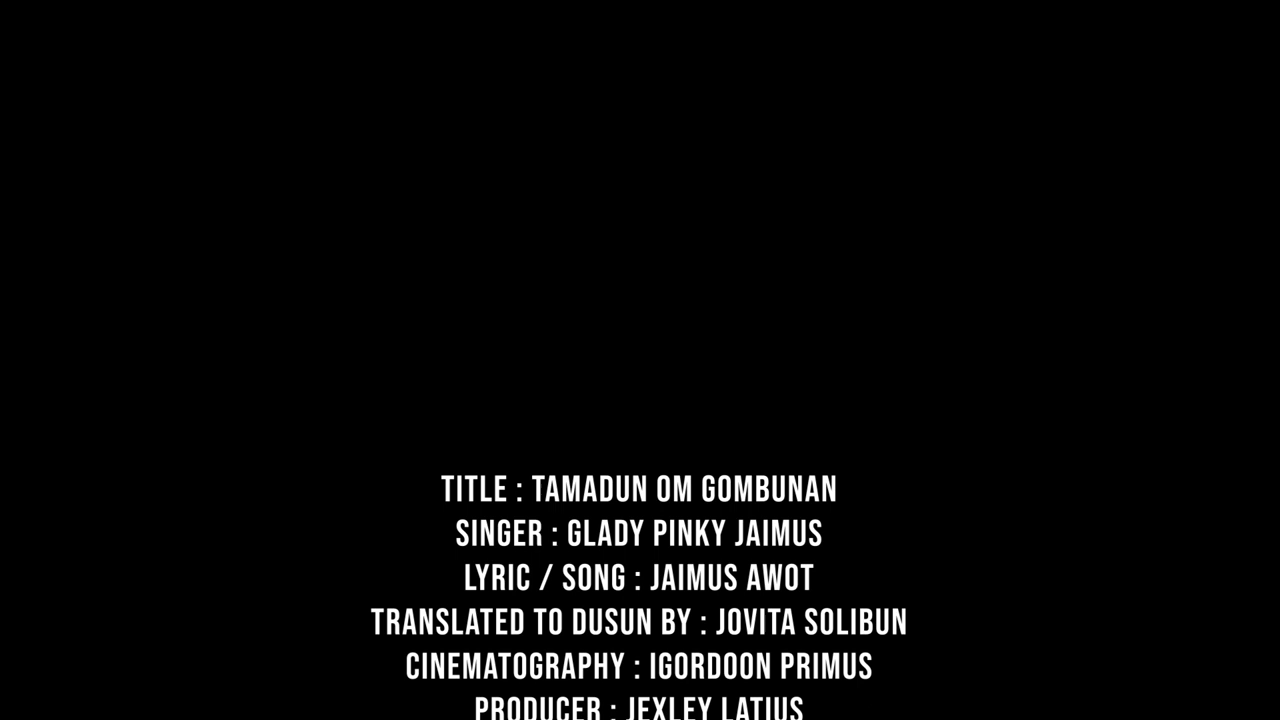 TITLE : TAMADUN OM GOMBUNAN
SINGER : GLADY PINKY JAIMUS
LYRIC / SONG : JAIMUS AWOT
TRANSLATED TO DUSUN BY : JOVITA SOLIBUN
CINEMATOGRAPHY : IGORDOON PRIMUS
PRODUCER : JEXLEY LATIUS